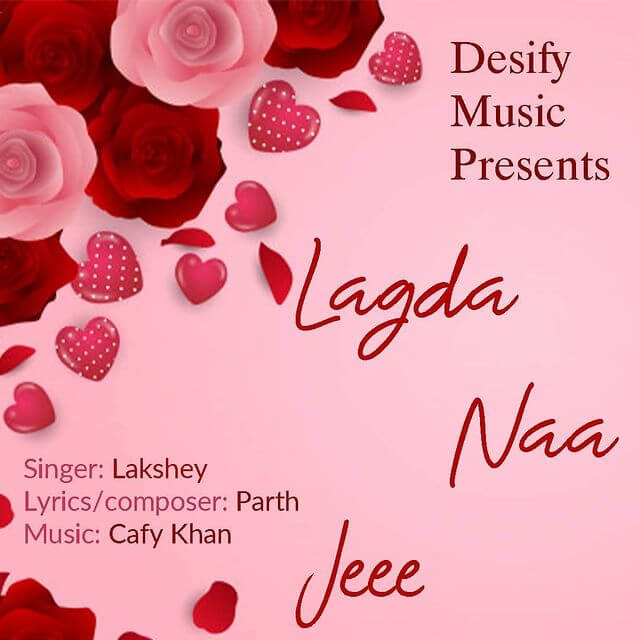 Desify
Music
Presents
Lagda
Naa
Jeee
Singer: Lakshey
Lyrics/composer: Parth
Music: Cafy Khan